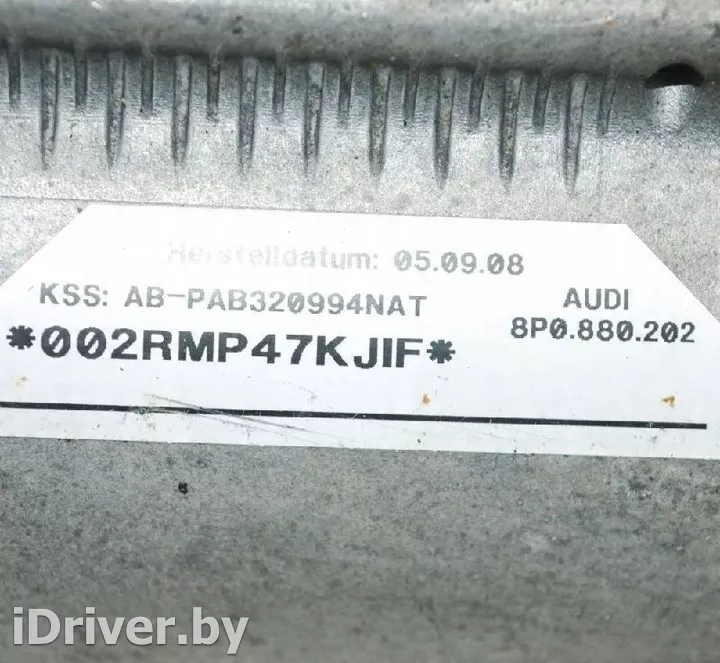 Herstelldatum: 05.09.08
KSS: AB-PAB320994NAT
AUDI
8P0.880.202
*002RMP47KJIF*
iDriver.by